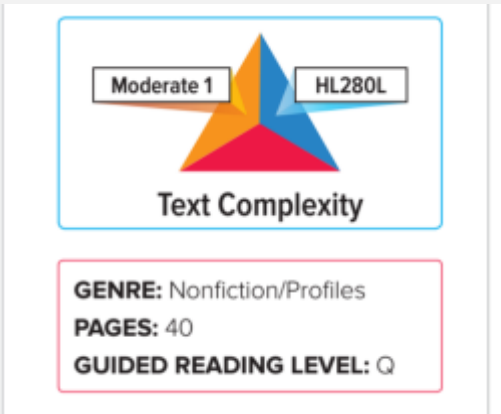 Moderate 1
HL280L
Text Complexity
GENRE: Nonfiction/Profiles
PAGES: 40
GUIDED READING LEVEL: Q